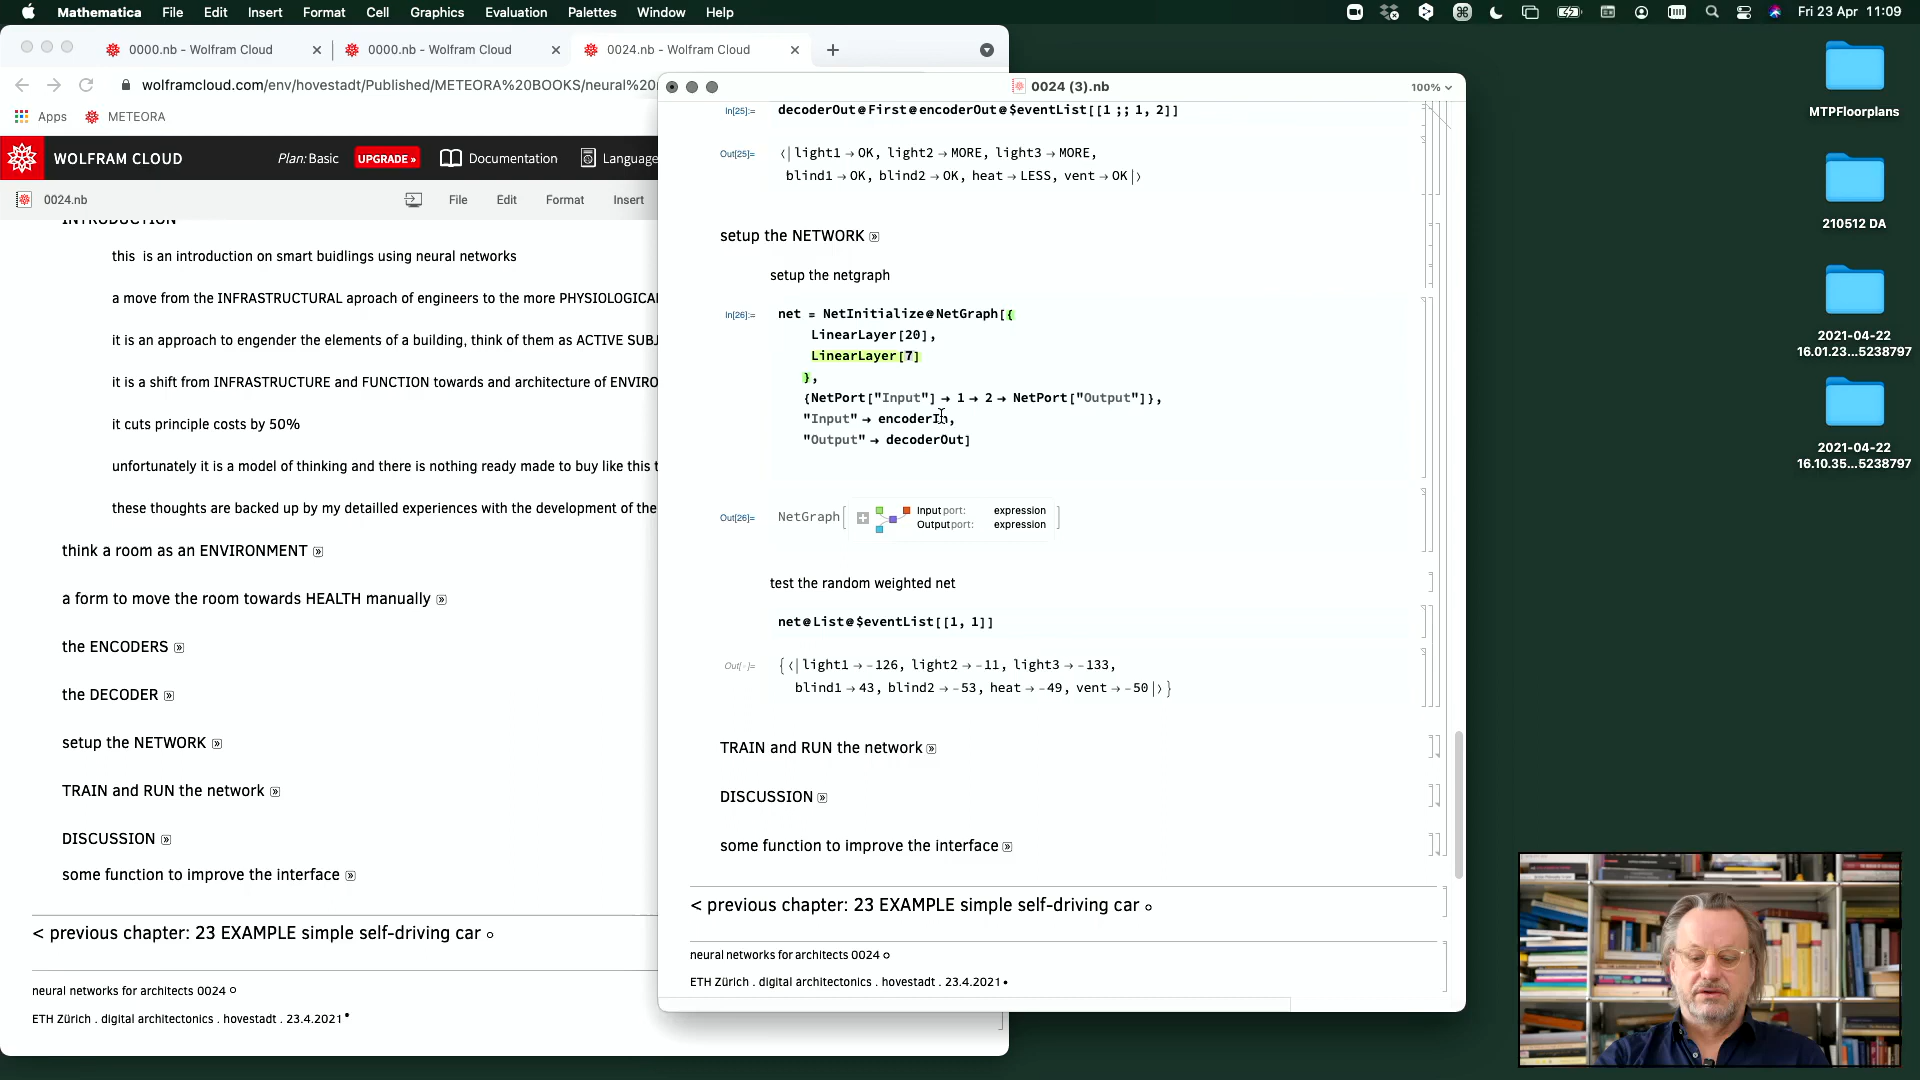 Mathematica File Edit Insert Format Cell Graphics Evaluation Palettes Window Help
Fri 23 Apr 11:09
0000.nb - Wolfram Cloud
0000.nb - Wolfram Cloud
0024.nb - Wolfram Cloud
wolframcloud.com/env/hovestadt/Published/METEORA%20BOOKS/neural%20
Apps METEORA
WOLFRAM CLOUD Plan: Basic UPGRADE » Documentation Language
0024.nb File Edit Format Insert
INTRODUCTION
this is an introduction on smart buidlings using neural networks
a move from the INFRASTRUCTURAL aproach of engineers to the more PHYSIOLOGICA
it is an approach to engender the elements of a building, think of them as ACTIVE SUBJ
it is a shift from INFRASTRUCTURE and FUNCTION towards and architecture of ENVIRO
it cuts principle costs by 50%
unfortunately it is a model of thinking and there is nothing ready made to buy like this t
these thoughts are backed up by my detailled experiences with the development of the
think a room as an ENVIRONMENT »
a form to move the room towards HEALTH manually »
the ENCODERS »
the DECODER »
setup the NETWORK »
TRAIN and RUN the network »
DISCUSSION »
some function to improve the interface »
< previous chapter: 23 EXAMPLE simple self-driving car
neural networks for architects 0024
ETH Zürich . digital architectonics . hovestadt . 23.4.2021
0024 (3).nb
100%
In[25]:= decoderOut@First@encoderOut@$eventList[[1 ;; 1, 2]]
Out[25]= <|light1→OK, light2→MORE, light3→MORE,
blind1→OK, blind2→OK, heat→LESS, vent→OK|>
setup the NETWORK »
setup the netgraph
In[26]:= net = NetInitialize@NetGraph[{
LinearLayer[20],
LinearLayer[7]
},
{NetPort["Input"] → 1 → 2 → NetPort["Output"]},
"Input" → encoderIn,
"Output" → decoderOut]
Out[26]= NetGraph[ Input port: expression
Output port: expression ]
test the random weighted net
net@List@$eventList[[1, 1]]
Out[•]= {<|light1→-126, light2→-11, light3→-133,
blind1→43, blind2→-53, heat→-49, vent→-50|>}
TRAIN and RUN the network »
DISCUSSION »
some function to improve the interface »
< previous chapter: 23 EXAMPLE simple self-driving car
neural networks for architects 0024
ETH Zürich . digital architectonics . hovestadt . 23.4.2021
MTPFloorplans
210512 DA
2021-04-22
16.01.23...5238797
2021-04-22
16.10.35...5238797